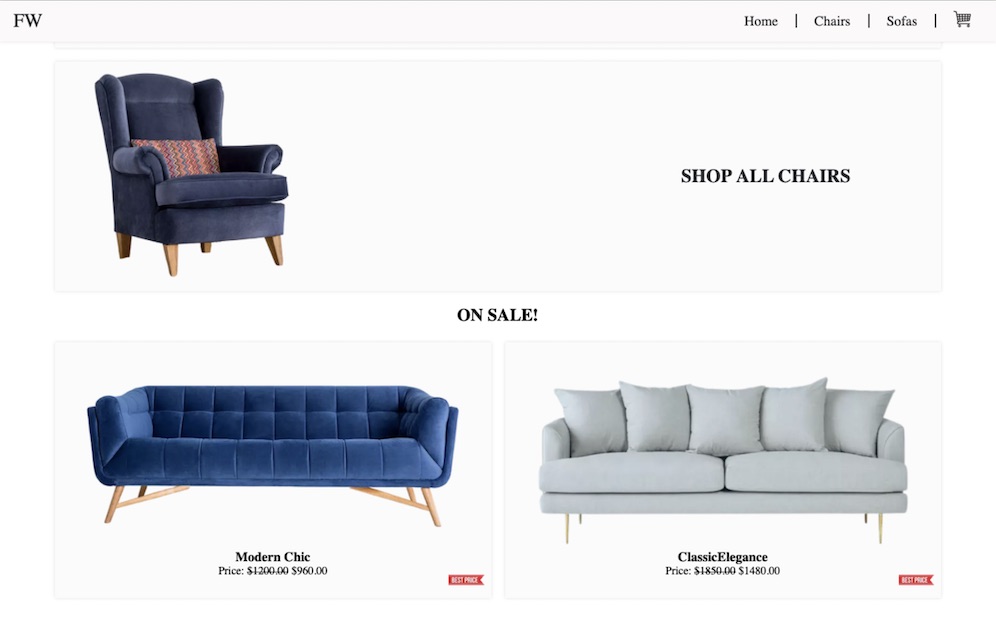 FW
Home | Chairs | Sofas |
SHOP ALL CHAIRS
ON SALE!
Modern Chic
Price: $1200.00 $960.00
BEST PRICE
ClassicElegance
Price: $1850.00 $1480.00
BEST PRICE